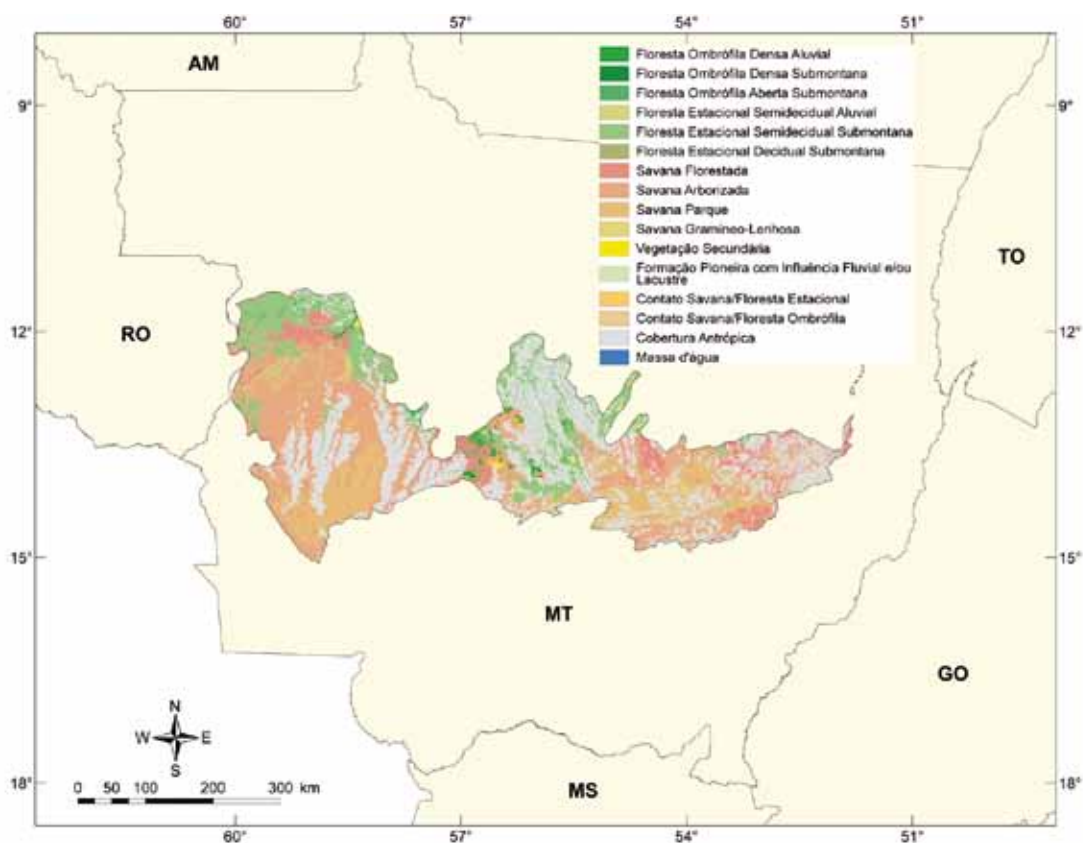 60°
57°
54°
51°
AM
Floresta Ombrófila Densa Aluvial
Floresta Ombrófila Densa Submontana
Floresta Ombrófila Aberta Submontana
Floresta Estacional Semidecidual Aluvial
Floresta Estacional Semidecidual Submontana
Floresta Estacional Decidual Submontana
Savana Florestada
Savana Arborizada
Savana Parque
Savana Gramíneo-Lenhosa
Vegetação Secundária
Formação Pioneira com Influência Fluvial e/ou
Lacustre
Contato Savana/Floresta Estacional
Contato Savana/Floresta Ombrófila
Cobertura Antrópica
Massa d'água
9°
9°
TO
RO
12°
12°
15°
15°
MT
GO
N
W
E
S
0 50 100 200 300 km
18°
18°
MS
60°
57°
54°
51°